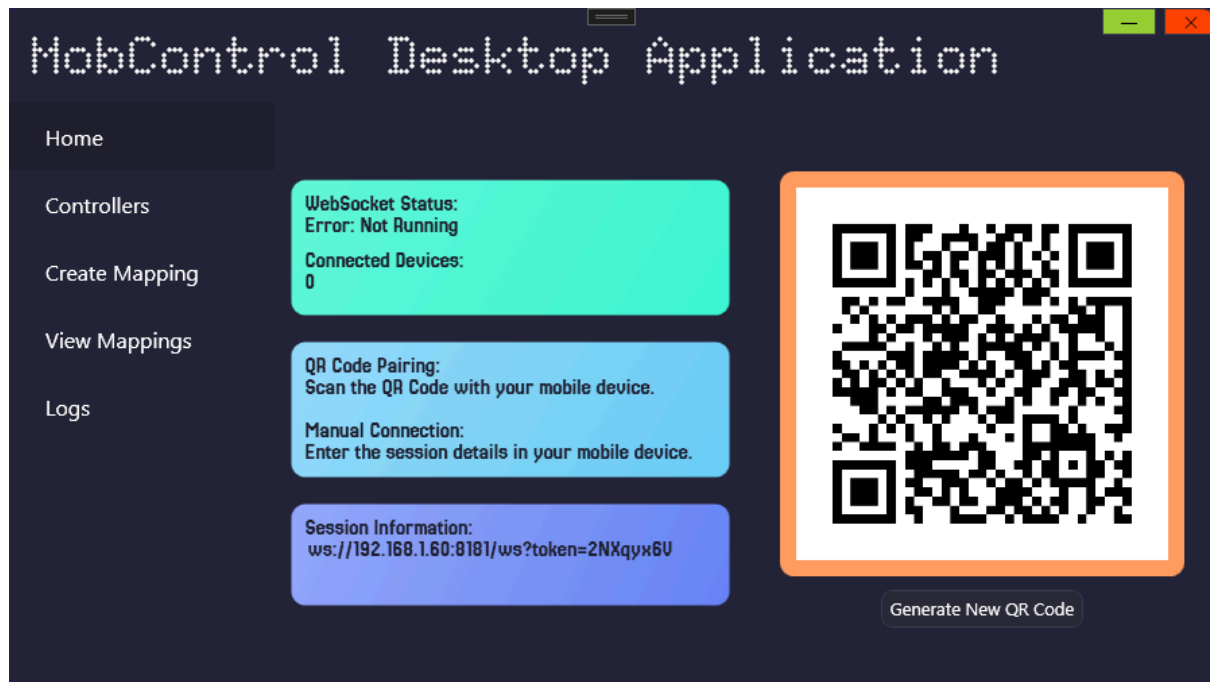 MobControl Desktop Application
Home
Controllers
Create Mapping
View Mappings
Logs
WebSocket Status:
Error: Not Running
Connected Devices:
0
QR Code Pairing:
Scan the QR Code with your mobile device.
Manual Connection:
Enter the session details in your mobile device.
Session Information:
ws://192.168.1.60:8181/ws?token=2NXqyx6V
Generate New QR Code